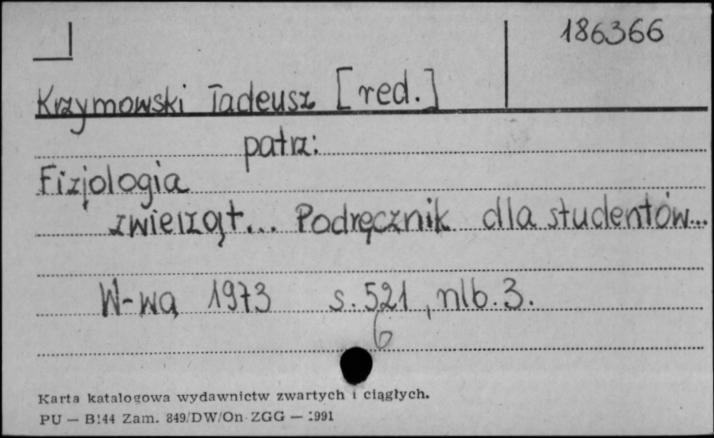 186366
Krzymowski Tadeusz [red.]
patrz:
Fizjologia
zwierząt... Podręcznik dla studentów...
W-wa 1973 s. 521, nlb. 3.
6
Karta katalogowa wydawnictw zwartych i ciągłych.
PU — B144 Zam. 849/DW/On ZGG — 1991